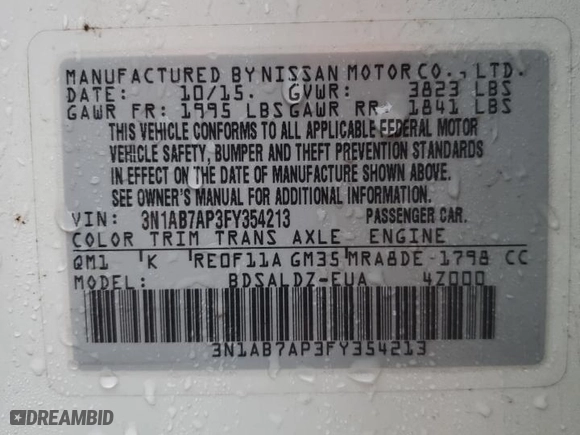 MANUFACTURED BY NISSAN MOTOR CO., LTD.
DATE: 10/15. GVWR: 3823 LBS
GAWR FR: 1995 LBS GAWR RR: 1841 LBS
THIS VEHICLE CONFORMS TO ALL APPLICABLE FEDERAL MOTOR
VEHICLE SAFETY, BUMPER AND THEFT PREVENTION STANDARDS
IN EFFECT ON THE DATE OF MANUFACTURE SHOWN ABOVE.
SEE OWNER'S MANUAL FOR ADDITIONAL INFORMATION.
VIN: 3N1AB7AP3FY354213 PASSENGER CAR.
COLOR TRIM TRANS AXLE ENGINE
QM1 K RE0F11A GM35 MRA8DE-1798 CC
MODEL: BDSALDZ-EUA 4Z000
3N1AB7AP3FY354213
DREAMBID